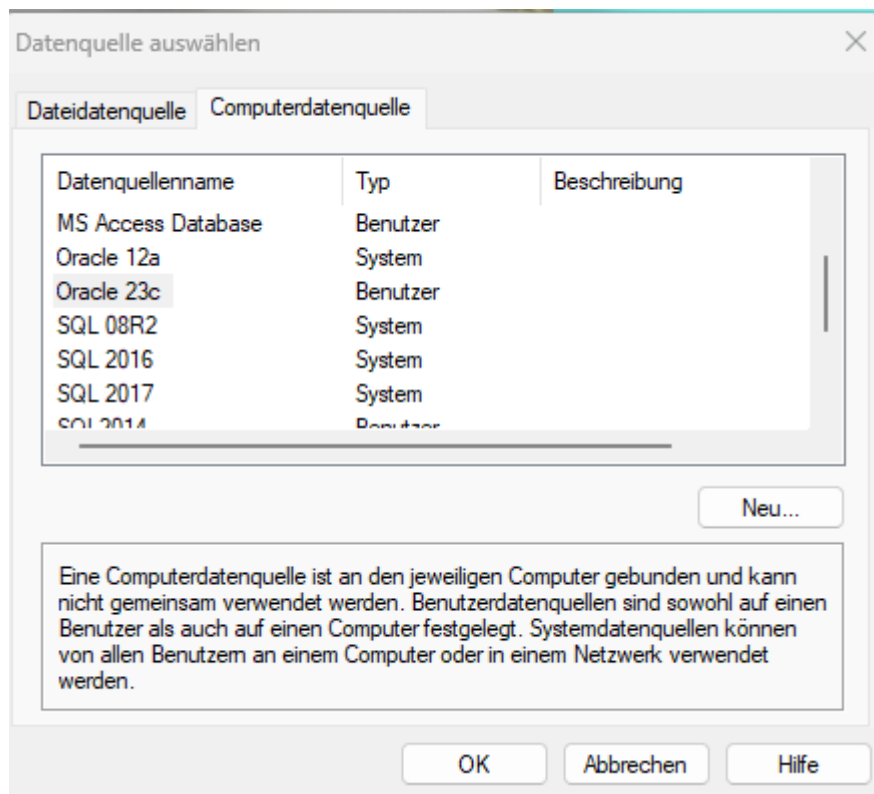 Datenquelle auswählen
Dateidatenquelle Computerdatenquelle
Datenquellenname Typ Beschreibung
MS Access Database Benutzer
Oracle 12a System
Oracle 23c Benutzer
SQL 08R2 System
SQL 2016 System
SQL 2017 System
SQL2014 Benutzer
Neu...
Eine Computerdatenquelle ist an den jeweiligen Computer gebunden und kann
nicht gemeinsam verwendet werden. Benutzerdatenquellen sind sowohl auf einen
Benutzer als auch auf einen Computer festgelegt. Systemdatenquellen können
von allen Benutzern an einem Computer oder in einem Netzwerk verwendet
werden.
OK Abbrechen Hilfe